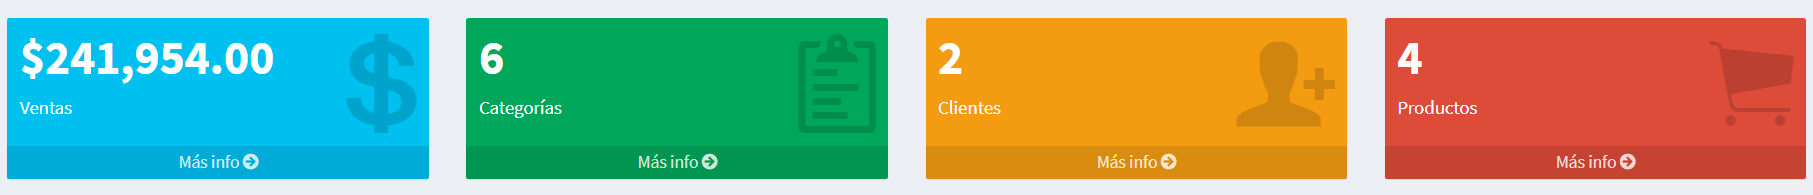 $241,954.00
Ventas
Más info
6
Categorías
Más info
2
Clientes
Más info
4
Productos
Más info